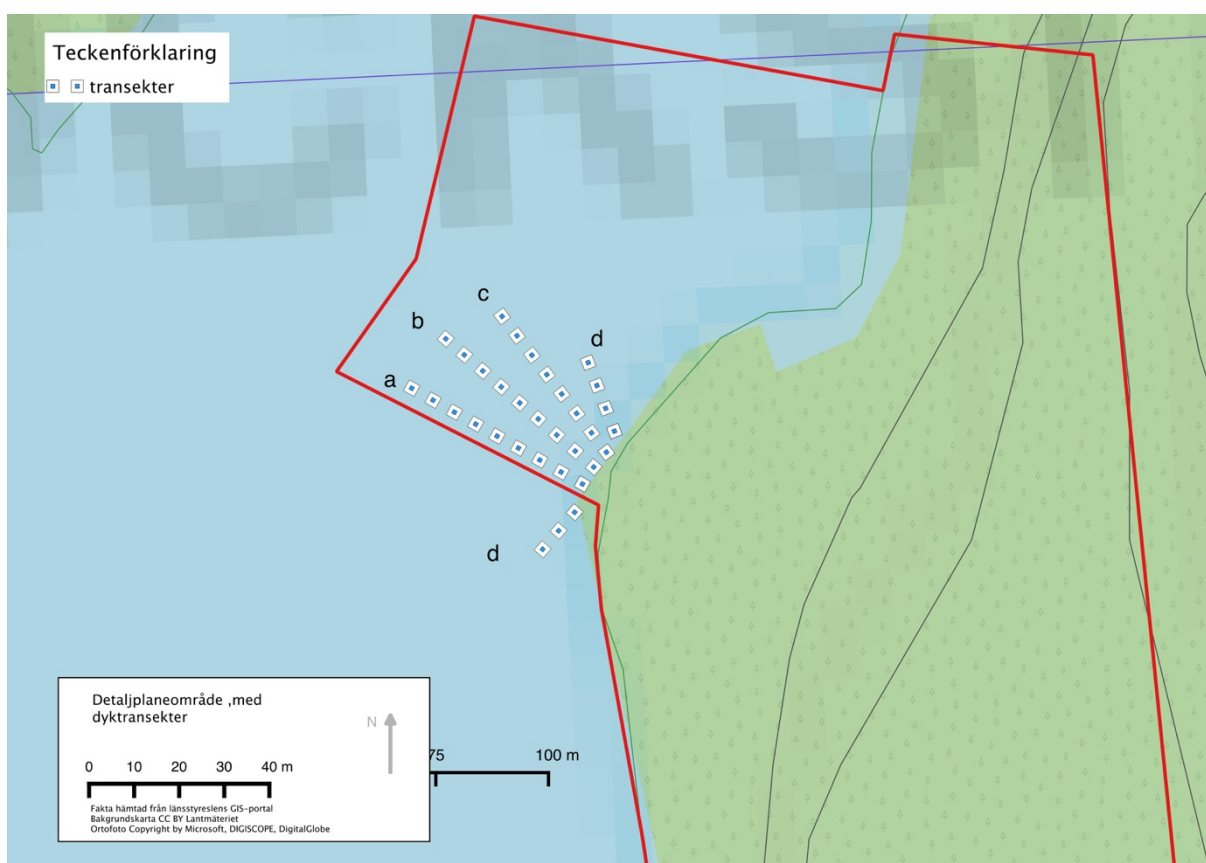 Teckenförklaring
transekter
c
b
d
a
d
Detaljplaneområde ,med
dyktransekter
N
0 10 20 30 40 m
75 100 m
Fakta hämtad från länsstyreslens GIS-portal
Bakgrundskarta CC BY Lantmäteriet
Ortofoto Copyright by Microsoft, DIGISCOPE, DigitalGlobe